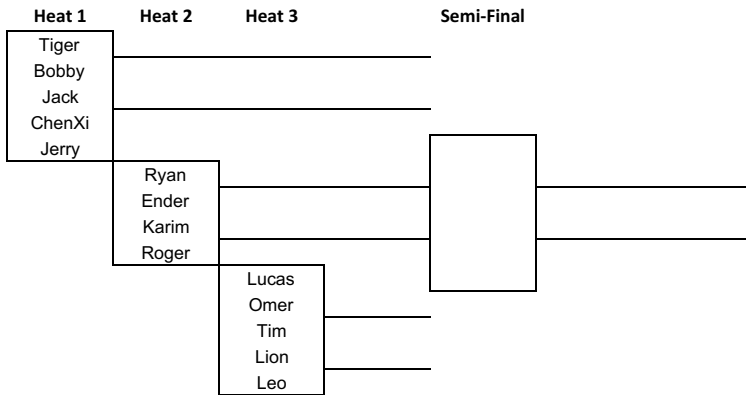 Heat 1 Heat 2 Heat 3 Semi-Final
Tiger
Bobby
Jack
ChenXi
Jerry
Ryan
Ender
Karim
Roger
Lucas
Omer
Tim
Lion
Leo